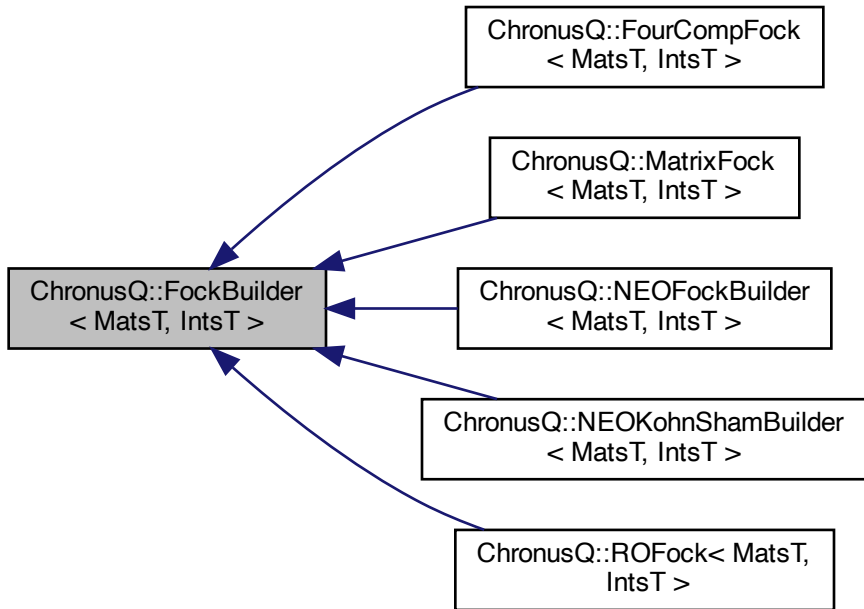 ChronusQ::FourCompFock
< MatsT, IntsT >
ChronusQ::MatrixFock
< MatsT, IntsT >
ChronusQ::FockBuilder
< MatsT, IntsT >
ChronusQ::NEOFockBuilder
< MatsT, IntsT >
ChronusQ::NEOKohnShamBuilder
< MatsT, IntsT >
ChronusQ::ROFock< MatsT,
IntsT >